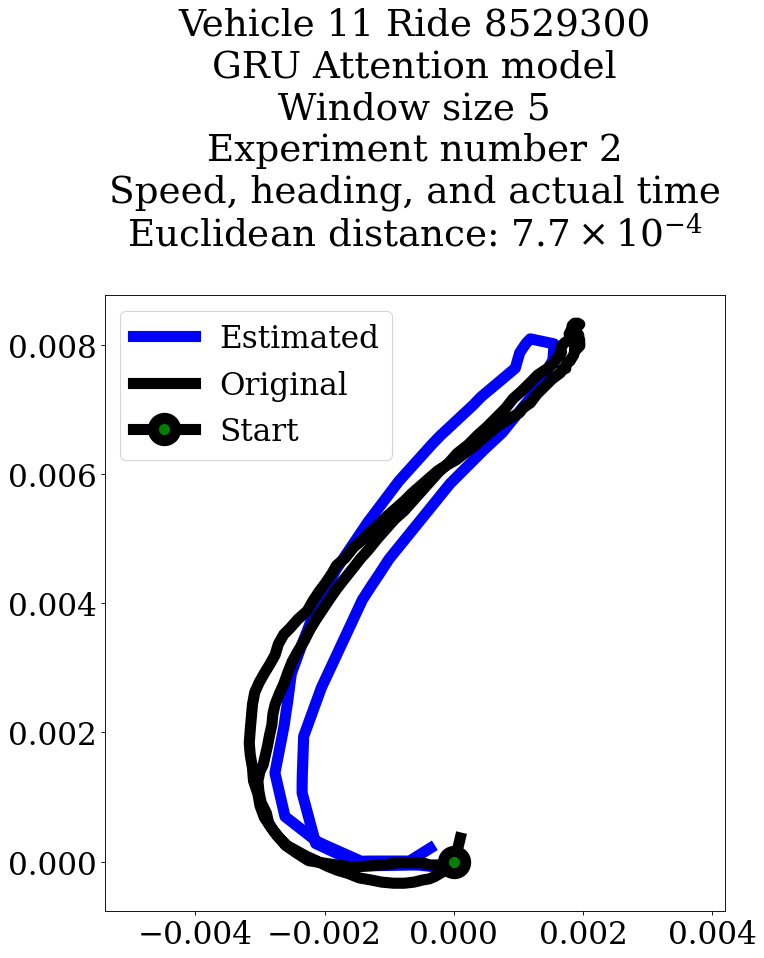 Vehicle 11 Ride 8529300
GRU Attention model
Window size 5
Experiment number 2
Speed, heading, and actual time
Euclidean distance: 7.7 × 10⁻⁴
Estimated
Original
Start
0.008
0.006
0.004
0.002
0.000
−0.004 −0.002 0.000 0.002 0.004